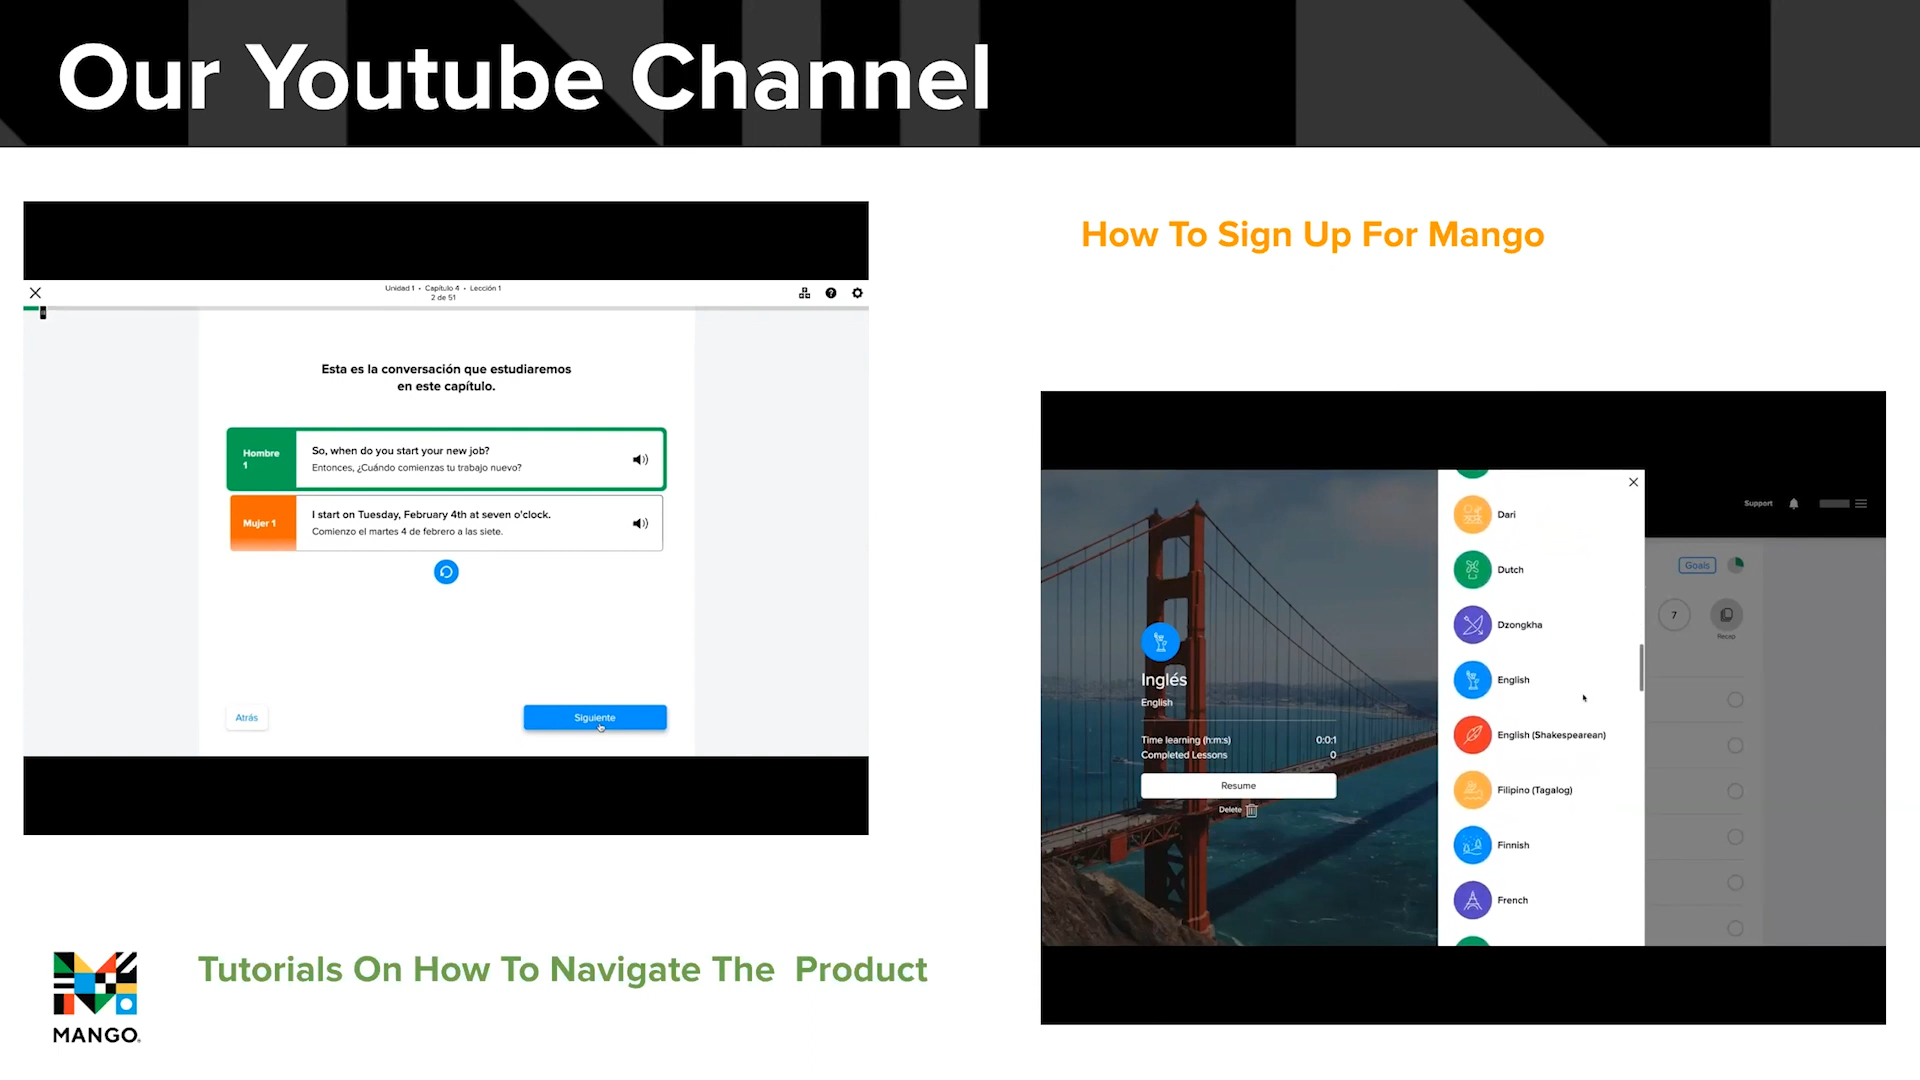 Our Youtube Channel
Unidad 1 • Capítulo 4 • Lección 1
2 de 51
Esta es la conversación que estudiaremos
en este capítulo.
Hombre
1
So, when do you start your new job?
Entonces, ¿Cuándo comienzas tu trabajo nuevo?
Mujer 1
I start on Tuesday, February 4th at seven o'clock.
Comienzo el martes 4 de febrero a las siete.
Atrás
Siguiente
Tutorials On How To Navigate The Product
MANGO
How To Sign Up For Mango
Inglés
English
Time learning (h:m:s) 0:0:1
Completed Lessons 0
Resume
Delete
Dari
Dutch
Dzongkha
English
English (Shakespearean)
Filipino (Tagalog)
Finnish
French
Support
Goals
7
Recap